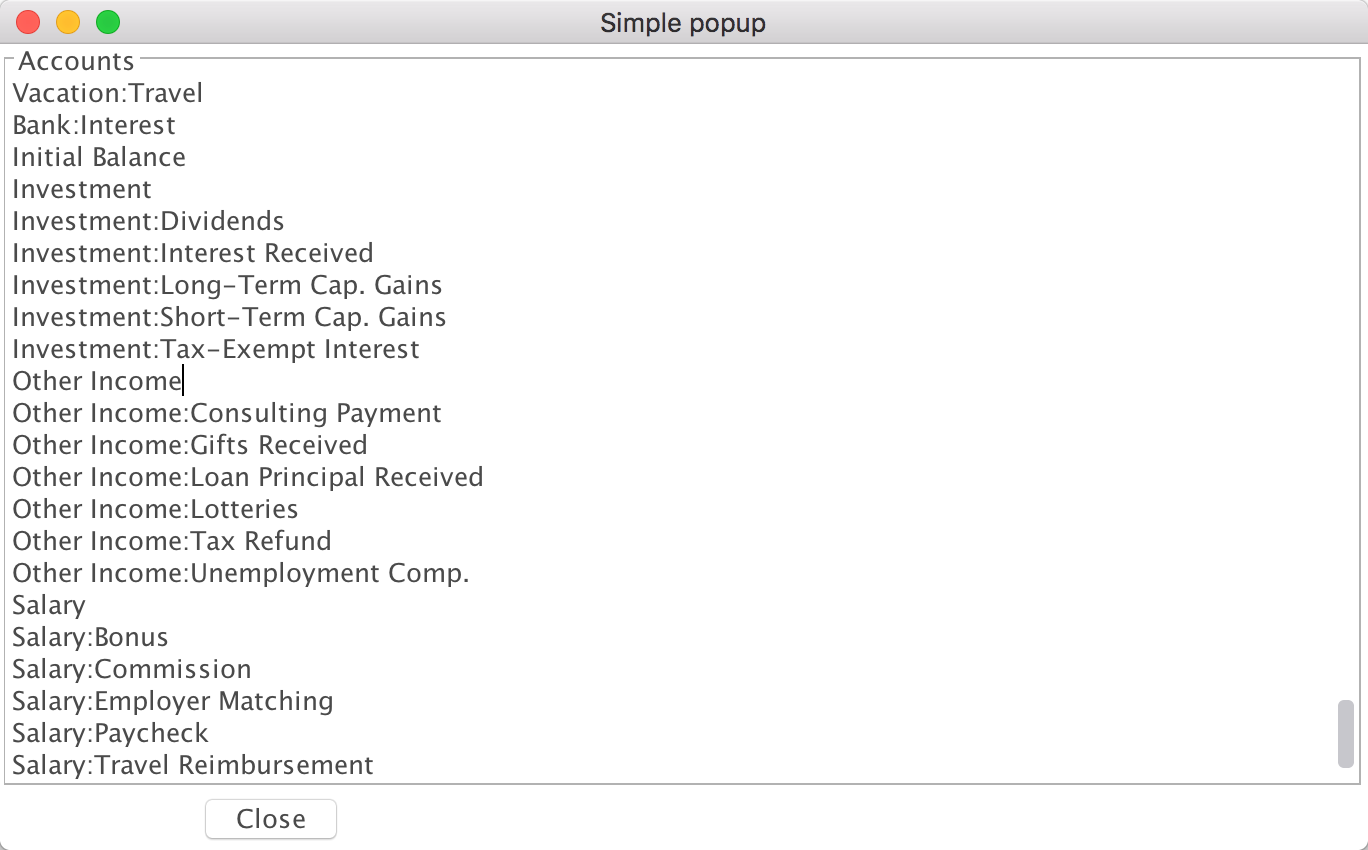 Simple popup
Accounts
Vacation:Travel
Bank:Interest
Initial Balance
Investment
Investment:Dividends
Investment:Interest Received
Investment:Long-Term Cap. Gains
Investment:Short-Term Cap. Gains
Investment:Tax-Exempt Interest
Other Income
Other Income:Consulting Payment
Other Income:Gifts Received
Other Income:Loan Principal Received
Other Income:Lotteries
Other Income:Tax Refund
Other Income:Unemployment Comp.
Salary
Salary:Bonus
Salary:Commission
Salary:Employer Matching
Salary:Paycheck
Salary:Travel Reimbursement
Close